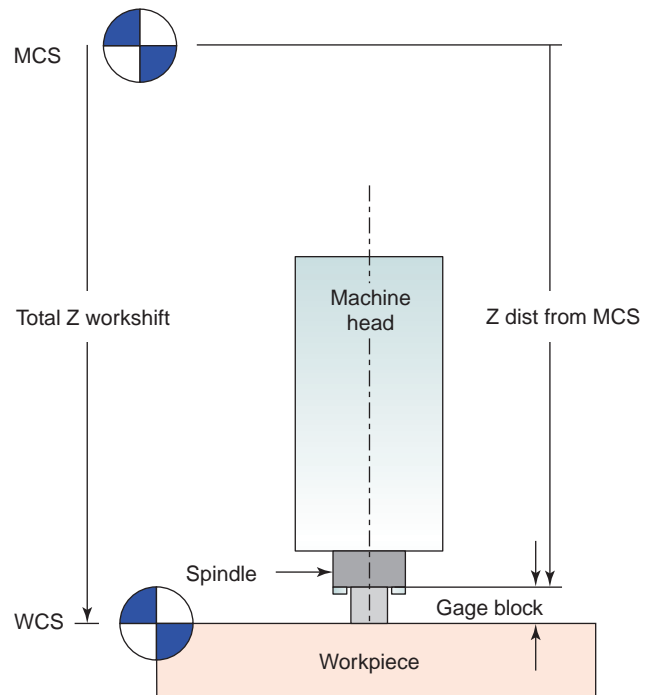 MCS
Machine
head
Total Z workshift
Z dist from MCS
Spindle
Gage block
WCS
Workpiece